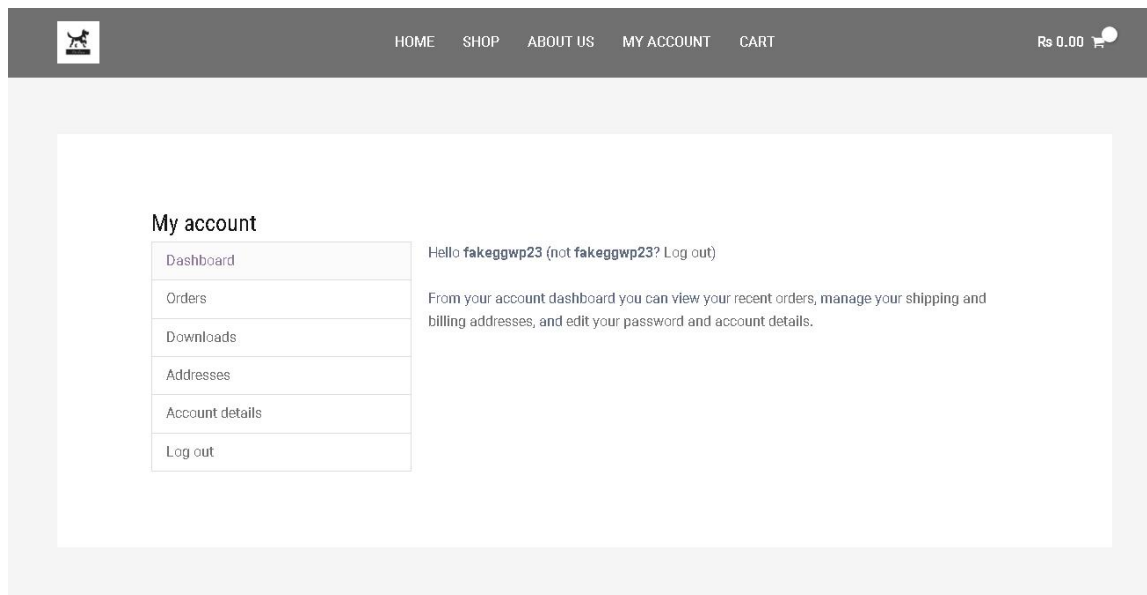 HOME SHOP ABOUT US MY ACCOUNT CART Rs 0.00
My account
Dashboard
Orders
Downloads
Addresses
Account details
Log out
Hello fakeggwp23 (not fakeggwp23? Log out)
From your account dashboard you can view your recent orders, manage your shipping and
billing addresses, and edit your password and account details.